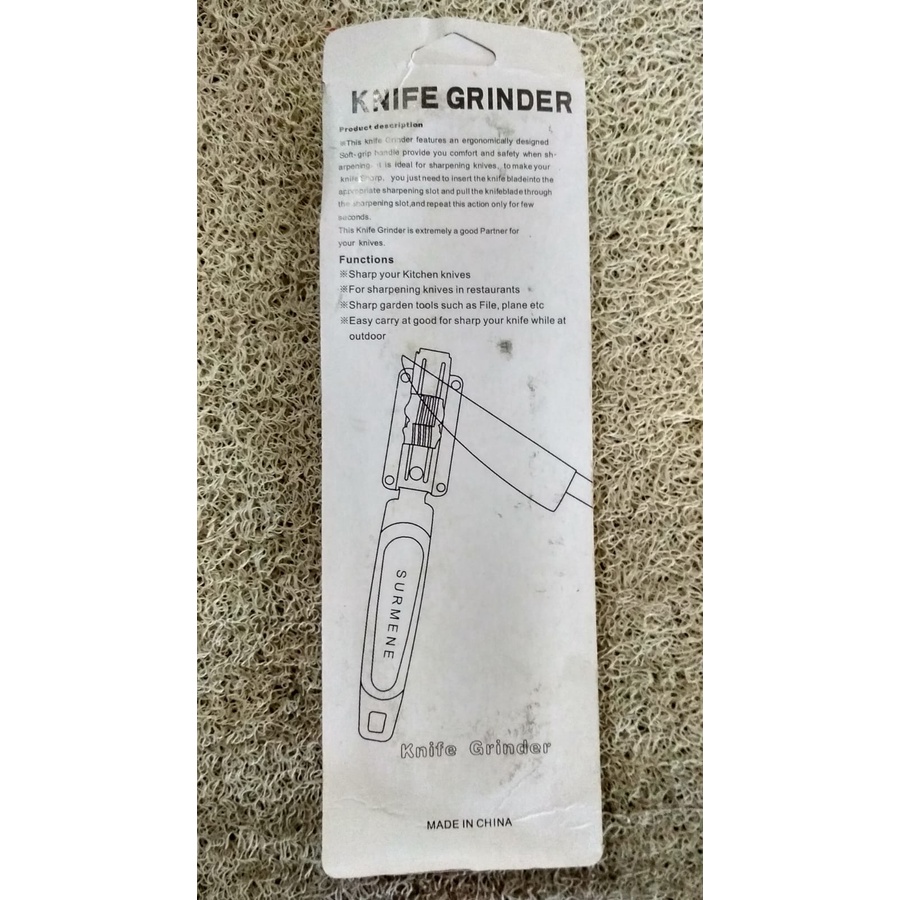 KNIFE GRINDER
Product description
※This knife Grinder features an ergonomically designed
Soft-grip handle provide you comfort and safety when sh-
arpening. it is ideal for sharpening knives, to make your
knife sharp, you just need to insert the knife bladeinto the
appropriate sharpening slot and pull the knifeblade through
the sharpening slot,and repeat this action only for few
seconds.
This Knife Grinder is extremely a good Partner for
your knives.
Functions
※Sharp your Kitchen knives
※For sharpening knives in restaurants
※Sharp garden tools such as File, plane etc
※Easy carry at good for sharp your knife while at
outdoor
SURMENE
Knife Grinder
MADE IN CHINA